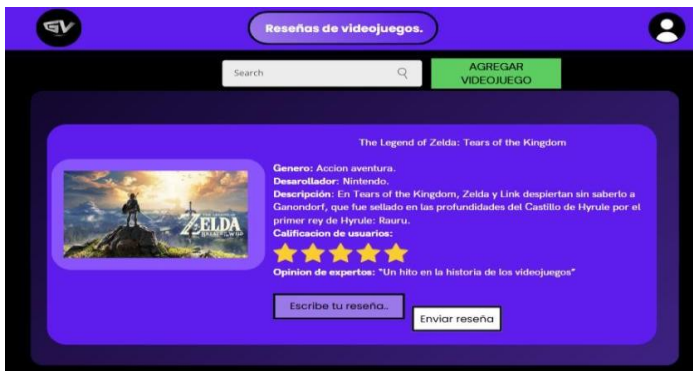 GV
Reseñas de videojuegos.
Search
AGREGAR
VIDEOJUEGO
The Legend of Zelda: Tears of the Kingdom
Genero: Accion aventura.
Desarollador: Nintendo.
Descripción: En Tears of the Kingdom, Zelda y Link despiertan sin saberlo a
Ganondorf, que fue sellado en las profundidades del Castillo de Hyrule por el
primer rey de Hyrule: Rauru.
Calificacion de usuarios:
ZELDA
Opinion de expertos: "Un hito en la historia de los videojuegos"
Escribe tu reseña..
Enviar reseña